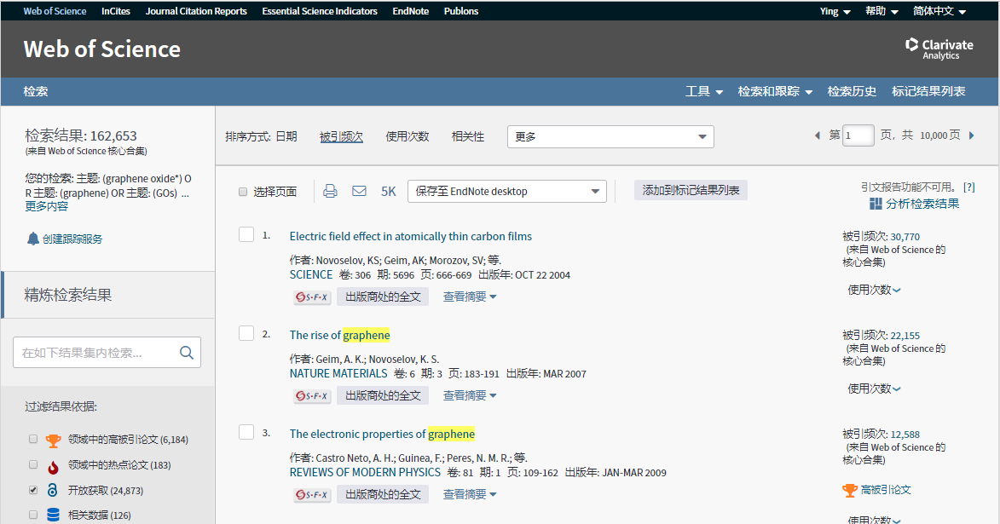 Web of Science InCites Journal Citation Reports Essential Science Indicators EndNote Publons Ying 帮助 简体中文
Web of Science
Clarivate
Analytics
检索 工具 检索和跟踪 检索历史 标记结果列表
检索结果: 162,653
(来自 Web of Science 核心合集)
您的检索: 主题: (graphene oxide*) O
R 主题: (graphene) OR 主题: (GOs) ...
更多内容
创建跟踪服务
精炼检索结果
在如下结果集内检索...
过滤结果依据:
领域中的高被引论文 (6,184)
领域中的热点论文 (183)
开放获取 (24,873)
相关数据 (126)
排序方式: 日期 被引频次 使用次数 相关性 更多 第 1 页, 共 10,000 页
选择页面 5K 保存至 EndNote desktop 添加到标记结果列表
引文报告功能不可用。 [?]
分析检索结果
1. Electric field effect in atomically thin carbon films
作者: Novoselov, KS; Geim, AK; Morozov, SV; 等.
SCIENCE 卷: 306 期: 5696 页: 666-669 出版年: OCT 22 2004
S·F·X 出版商处的全文 查看摘要
被引频次: 30,770
(来自 Web of Science 的
核心合集)
使用次数
2. The rise of graphene
作者: Geim, A. K.; Novoselov, K. S.
NATURE MATERIALS 卷: 6 期: 3 页: 183-191 出版年: MAR 2007
S·F·X 出版商处的全文 查看摘要
被引频次: 22,155
(来自 Web of Science 的
核心合集)
使用次数
3. The electronic properties of graphene
作者: Castro Neto, A. H.; Guinea, F.; Peres, N. M. R.; 等.
REVIEWS OF MODERN PHYSICS 卷: 81 期: 1 页: 109-162 出版年: JAN-MAR 2009
S·F·X 出版商处的全文 查看摘要
被引频次: 12,588
(来自 Web of Science 的
核心合集)
高被引论文
使用次数